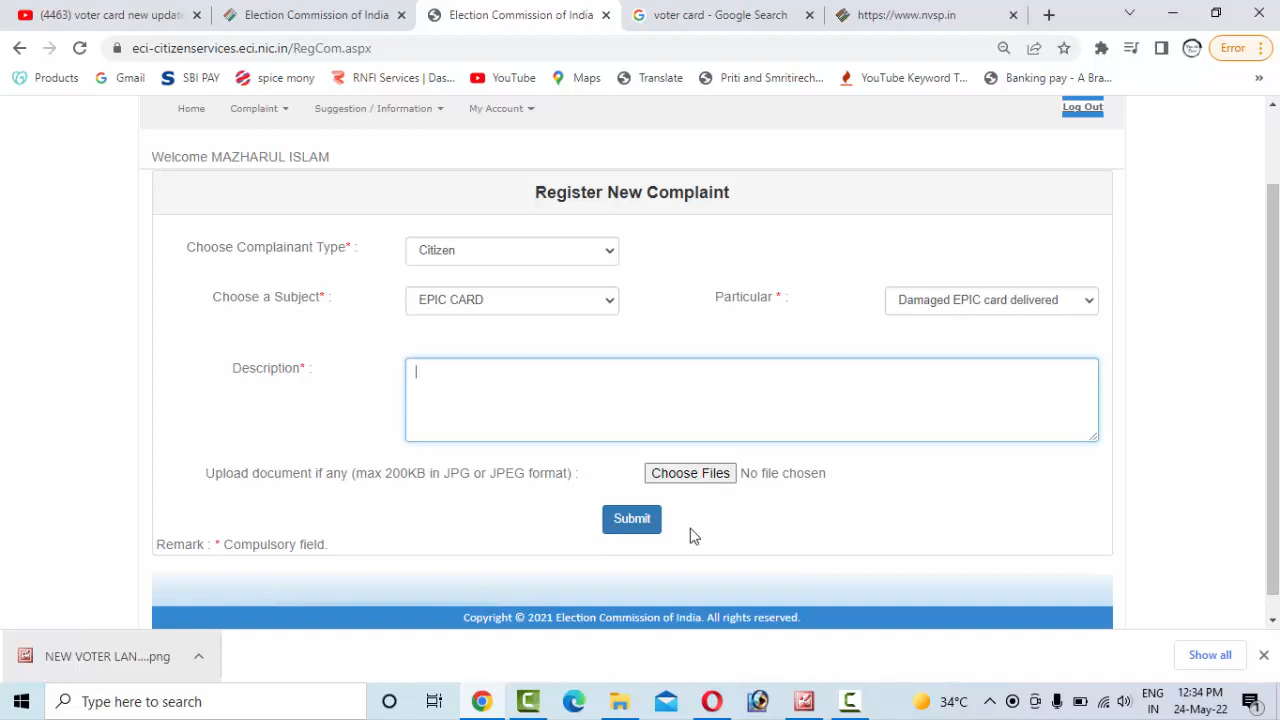 (4463) voter card new updat
Election Commission of India
Election Commission of India
voter card - Google Search
https://www.nvsp.in
eci-citizenservices.eci.nic.in/RegCom.aspx
Error
Products
Gmail
SBI PAY
spice mony
RNFI Services | Das...
YouTube
Maps
Translate
Priti and Smritirech...
YouTube Keyword T...
Banking pay - A Bra...
»
Home
Complaint
Suggestion / Information
My Account
Log Out
Welcome MAZHARUL ISLAM
Register New Complaint
Choose Complainant Type* :
Citizen
Choose a Subject* :
EPIC CARD
Particular * :
Damaged EPIC card delivered
Description* :
Upload document if any (max 200KB in JPG or JPEG format) :
Choose Files No file chosen
Submit
Remark : * Compulsory field.
Copyright © 2021 Election Commission of India. All rights reserved.
NEW VOTER LAN....png
Show all
Type here to search
34°C
ENG
IN
12:34 PM
24-May-22
1